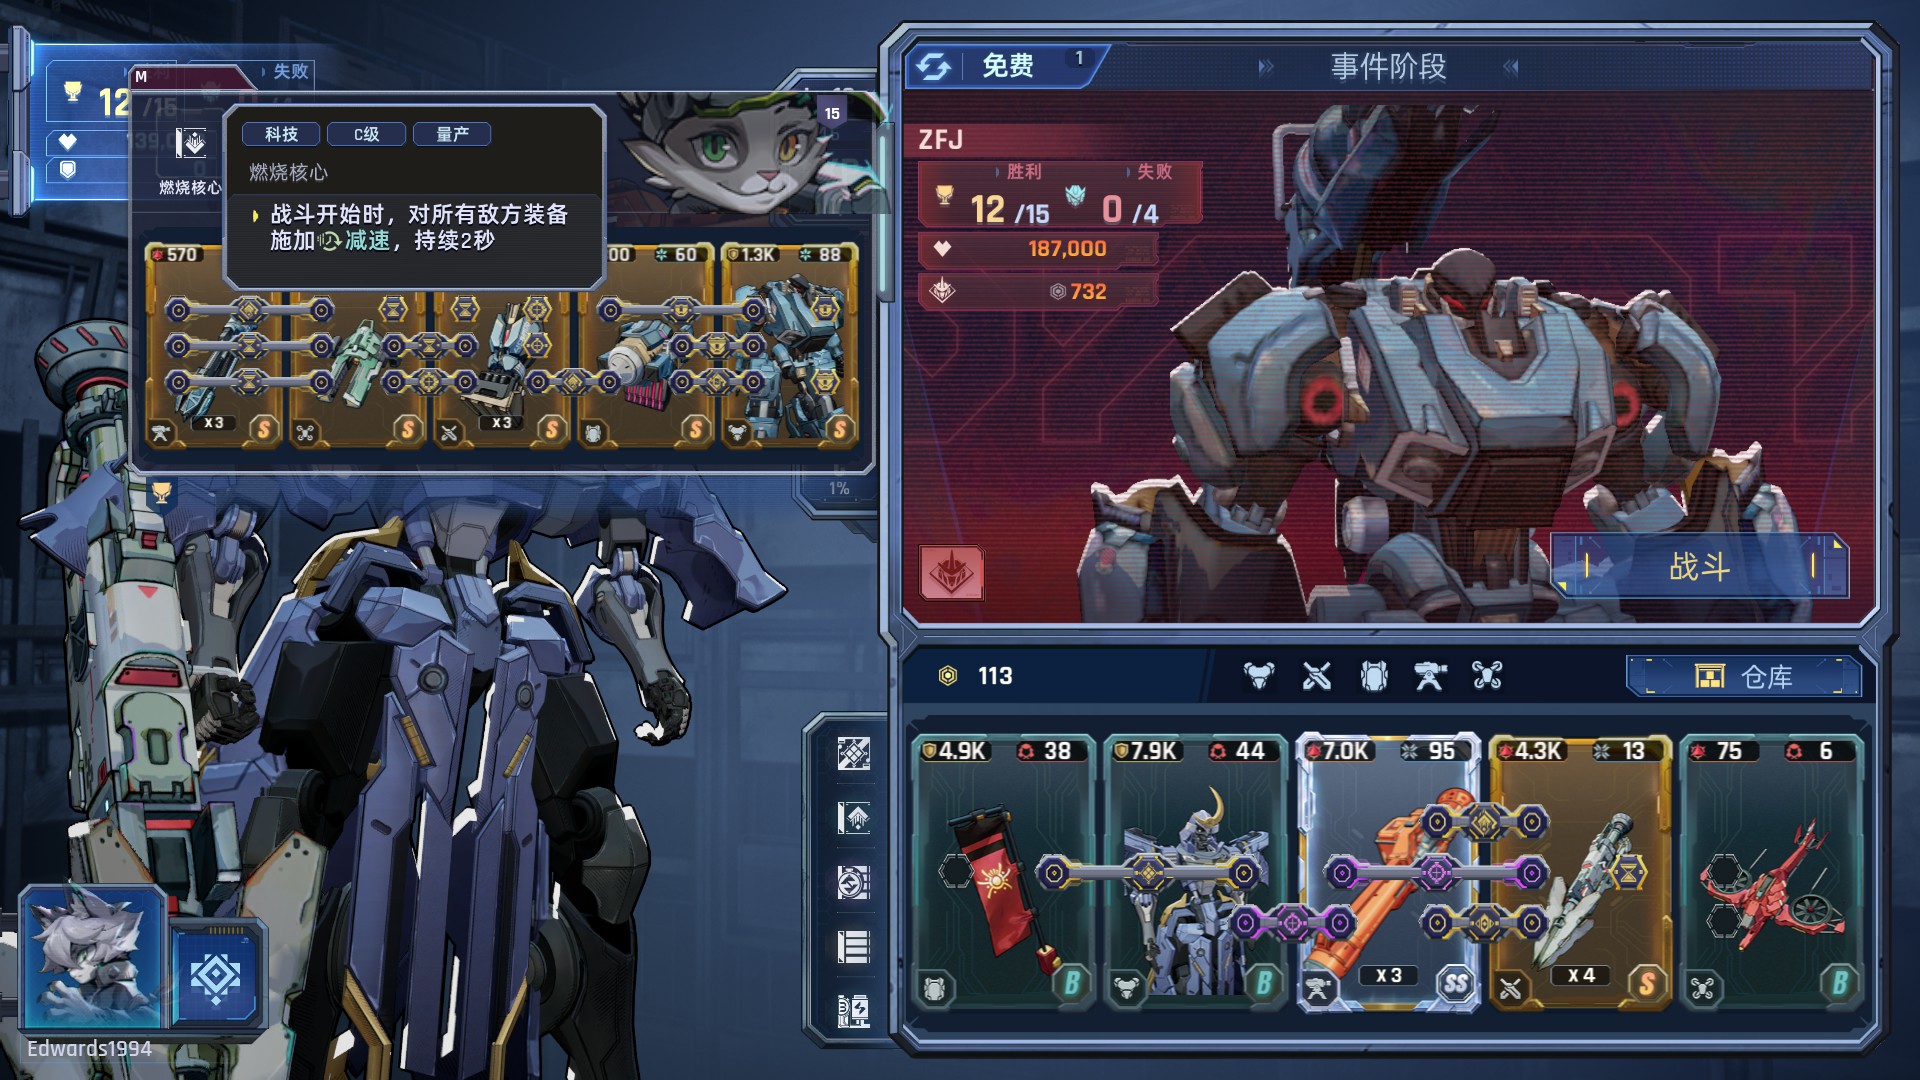 失败
12/15
139,0
M
燃烧核心
科技 C级 量产
燃烧核心
战斗开始时，对所有敌方装备
施加减速，持续2秒
15
570
00 60
1.3K 88
x3 S
S
x3 S
S
S
1%
免费 1
事件阶段
ZFJ
胜利 失败
12/15 0/4
187,000
732
战斗
113
仓库
4.9K 38
7.9K 44
7.0K 95
4.3K 13
75 6
B
B
x3 SS
x4 S
B
Edwards1994